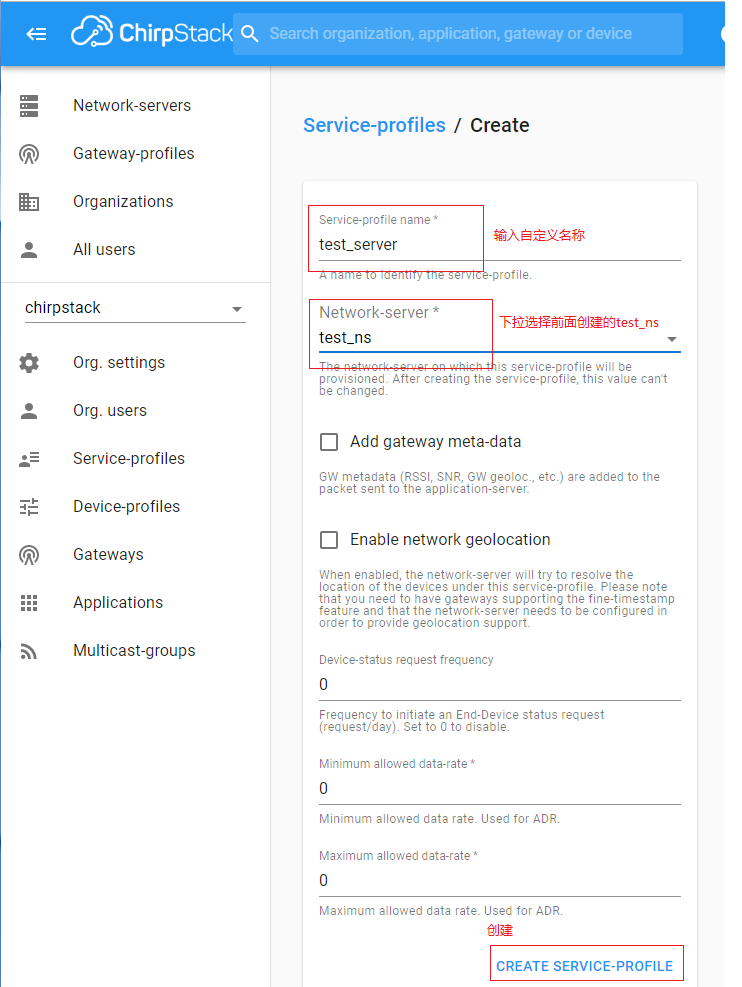 ChirpStack
Search organization, application, gateway or device
Network-servers
Gateway-profiles
Organizations
All users
chirpstack
Org. settings
Org. users
Service-profiles
Device-profiles
Gateways
Applications
Multicast-groups
Service-profiles / Create
Service-profile name *
test_server
输入自定义名称
A name to identify the service-profile.
Network-server *
test_ns
下拉选择前面创建的test_ns
The network-server on which this service-profile will be
provisioned. After creating the service-profile, this value can't
be changed.
Add gateway meta-data
GW metadata (RSSI, SNR, GW geoloc., etc.) are added to the
packet sent to the application-server.
Enable network geolocation
When enabled, the network-server will try to resolve the
location of the devices under this service-profile. Please note
that you need to have gateways supporting the fine-timestamp
feature and that the network-server needs to be configured in
order to provide geolocation support.
Device-status request frequency
0
Frequency to initiate an End-Device status request
(request/day). Set to 0 to disable.
Minimum allowed data-rate *
0
Minimum allowed data rate. Used for ADR.
Maximum allowed data-rate *
0
Maximum allowed data rate. Used for ADR.
创建
CREATE SERVICE-PROFILE